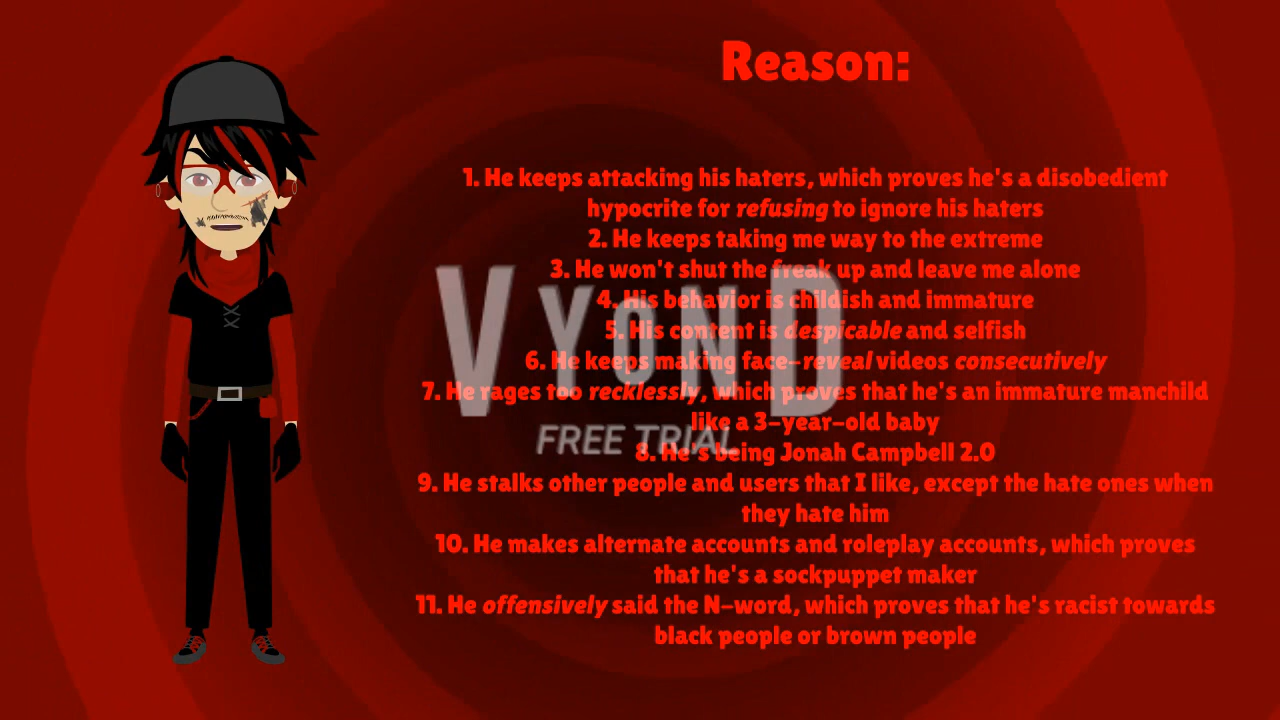 Reason:
1. He keeps attacking his haters, which proves he's a disobedient
hypocrite for refusing to ignore his haters
2. He keeps taking me way to the extreme
3. He won't shut the freak up and leave me alone
4. His behavior is childish and immature
5. His content is despicable and selfish
6. He keeps making face-reveal videos consecutively
7. He rages too recklessly, which proves that he's an immature manchild
like a 3-year-old baby
8. He's being Jonah Campbell 2.0
9. He stalks other people and users that I like, except the hate ones when
they hate him
10. He makes alternate accounts and roleplay accounts, which proves
that he's a sockpuppet maker
11. He offensively said the N-word, which proves that he's racist towards
black people or brown people
VYOND
FREE TRIAL